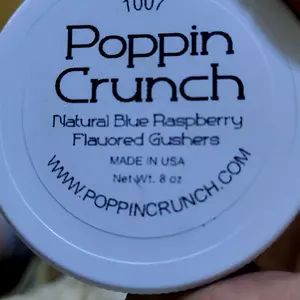 1007
Poppin
Crunch
Natural Blue Raspberry
Flavored Gushers
MADE IN USA
Net Wt. 8 oz
WWW.POPPINCRUNCH.COM